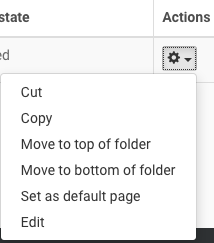 state Actions
ed
Cut
Copy
Move to top of folder
Move to bottom of folder
Set as default page
Edit